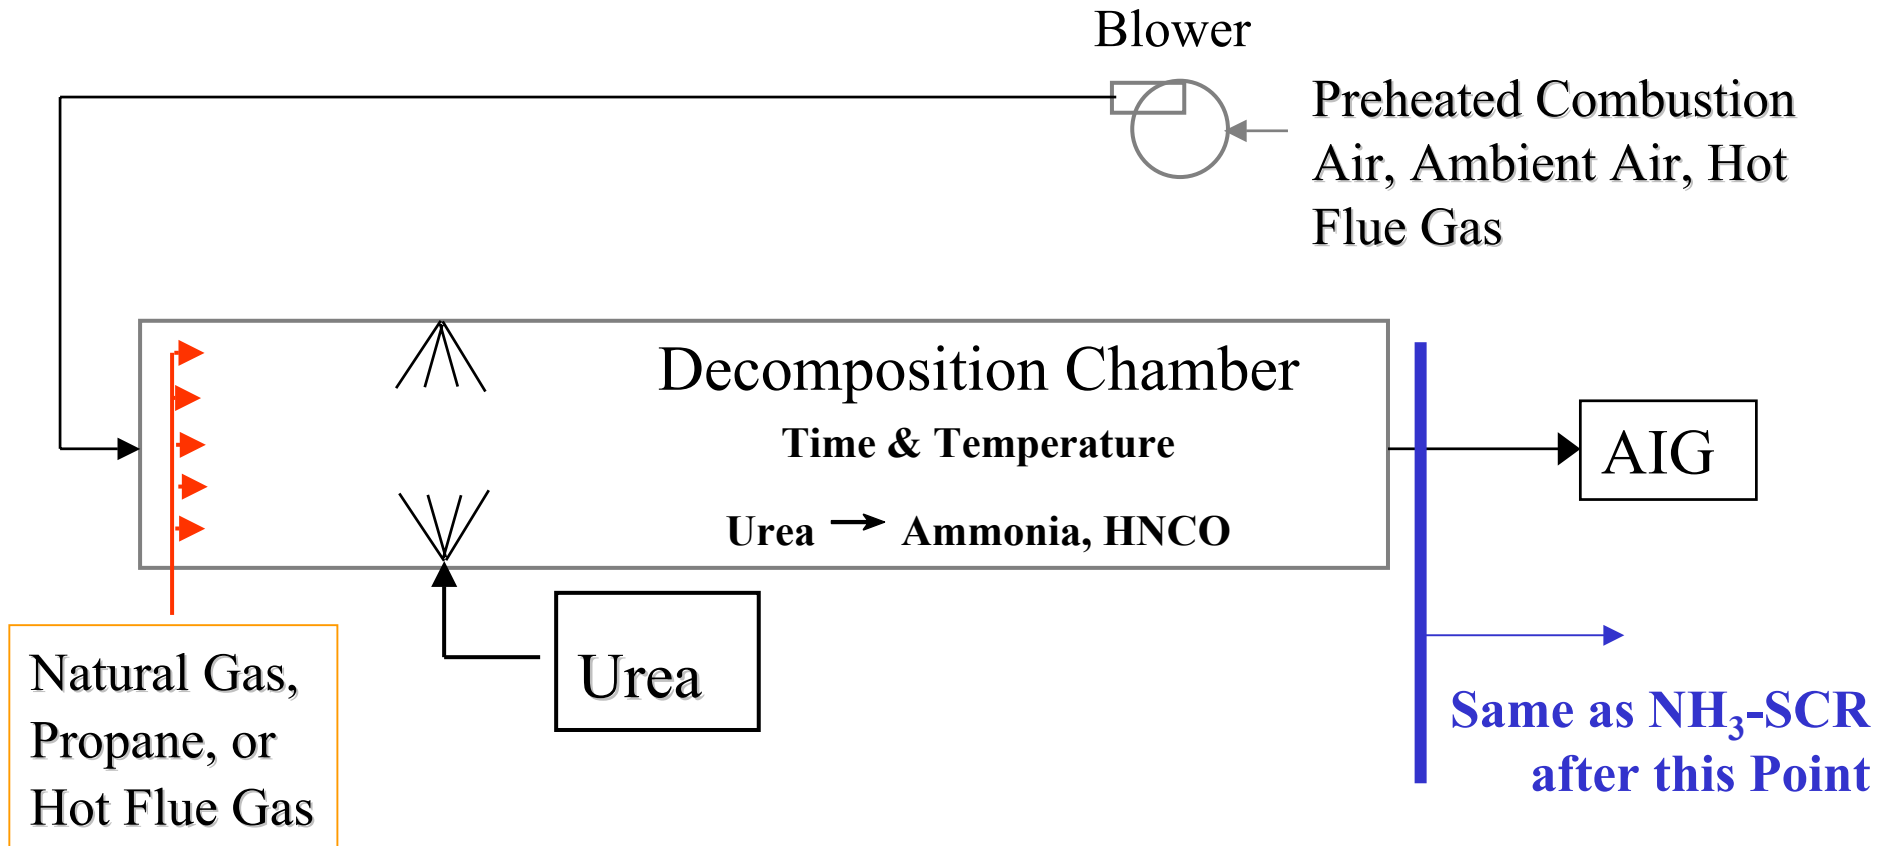 Blower
Preheated Combustion
Air, Ambient Air, Hot
Flue Gas
Decomposition Chamber
Time & Temperature
Urea → Ammonia, HNCO
AIG
Urea
Natural Gas,
Propane, or
Hot Flue Gas
Same as NH₃-SCR
after this Point